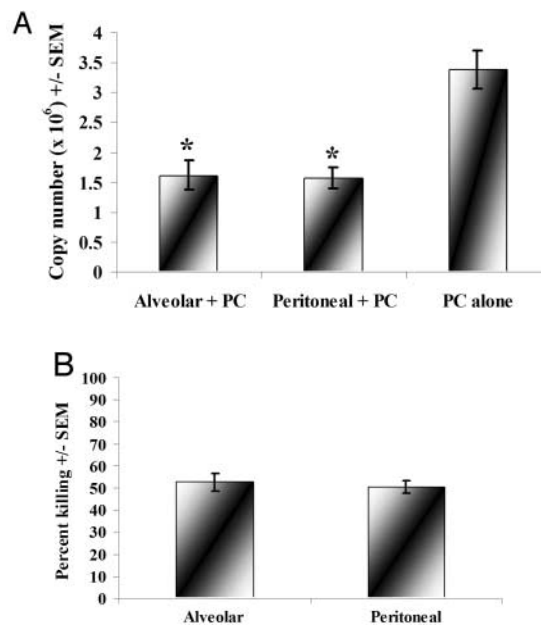 A
Copy number (x 10⁶) +/- SEM
4
3.5
3
2.5
2
1.5
1
0.5
0
*
*
Alveolar + PC
Peritoneal + PC
PC alone
B
Percent killing +/- SEM
100
90
80
70
60
50
40
30
20
10
0
Alveolar
Peritoneal